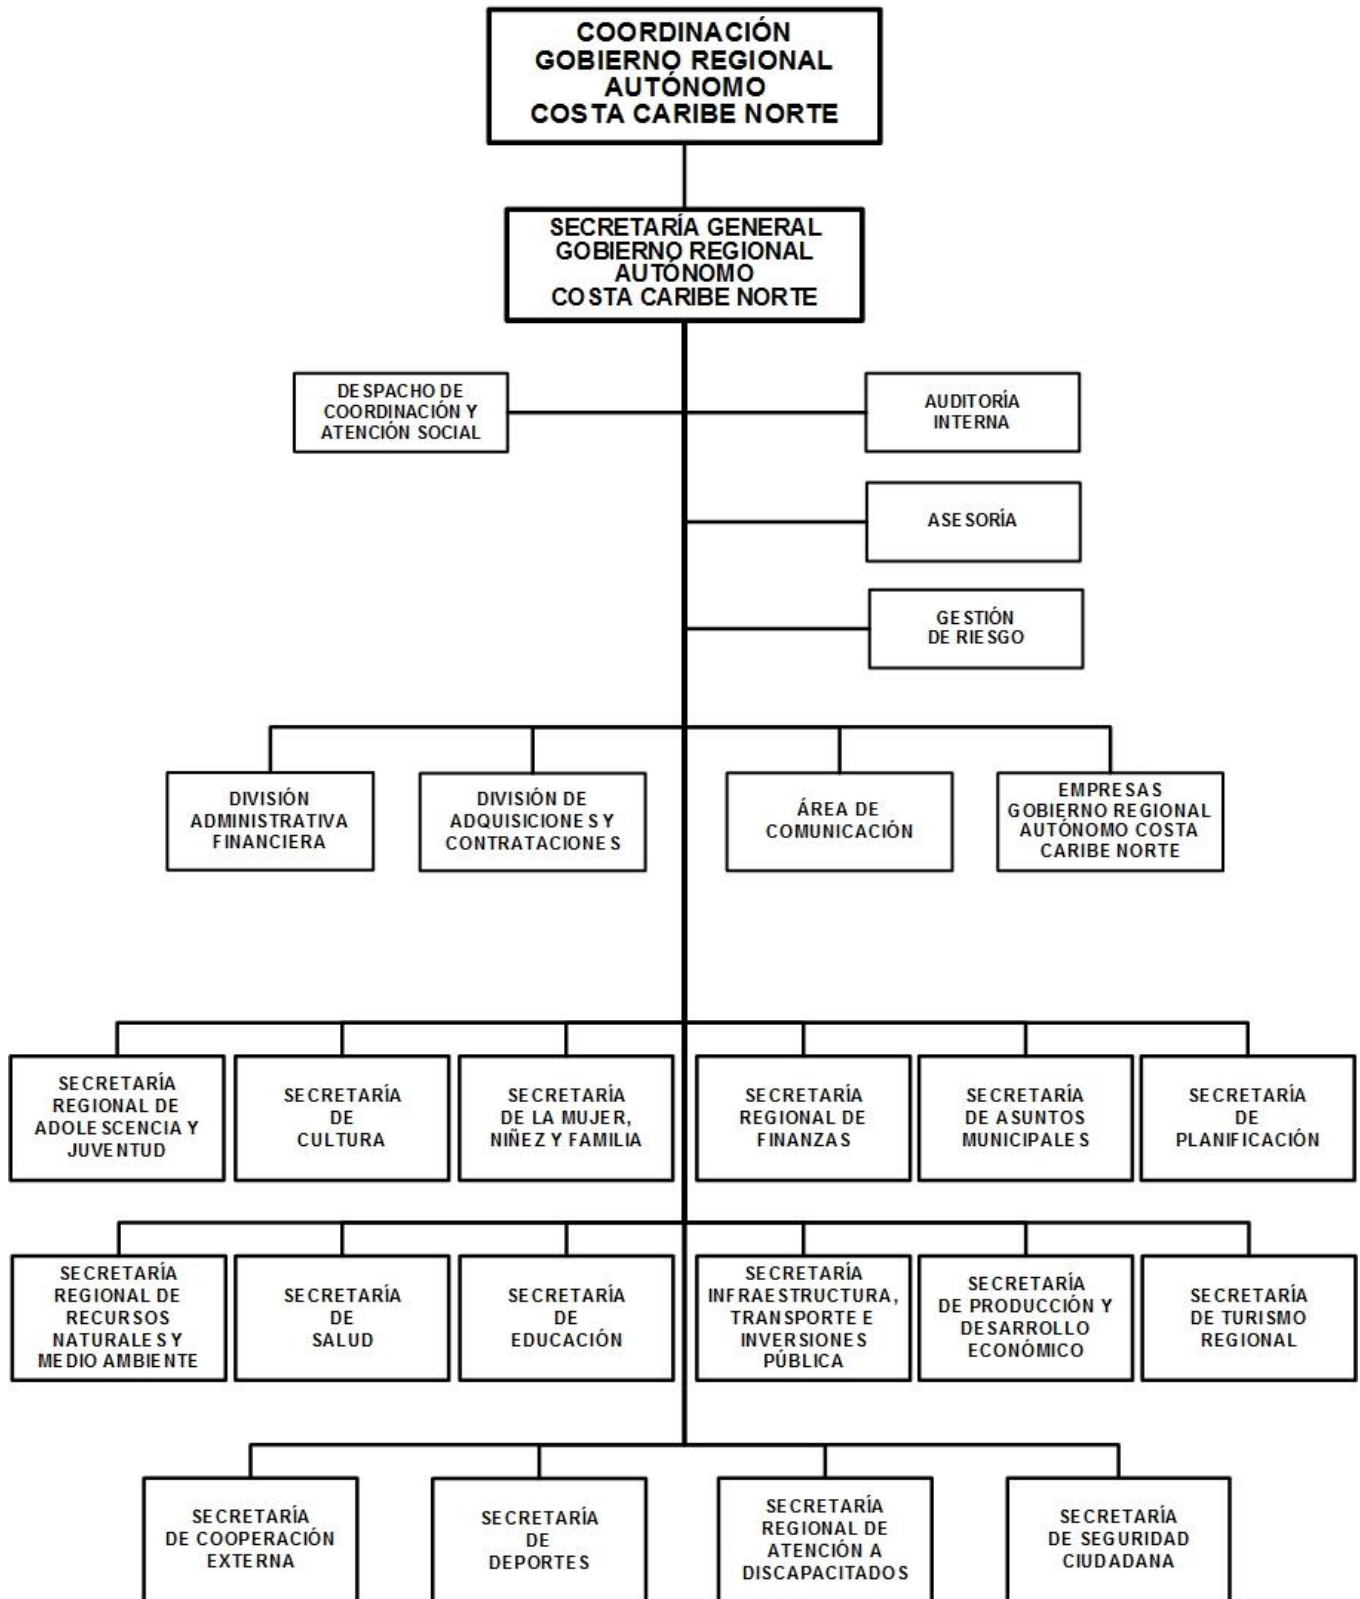 COORDINACIÓN
GOBIERNO REGIONAL
AUTÓNOMO
COSTA CARIBE NORTE
SECRETARÍA GENERAL
GOBIERNO REGIONAL
AUTÓNOMO
COSTA CARIBE NORTE
DESPACHO DE
COORDINACIÓN Y
ATENCIÓN SOCIAL
AUDITORÍA
INTERNA
ASESORÍA
GESTIÓN
DE RIESGO
DIVISIÓN
ADMINISTRATIVA
FINANCIERA
DIVISIÓN DE
ADQUISICIONES Y
CONTRATACIONES
ÁREA DE
COMUNICACIÓN
EMPRESAS
GOBIERNO REGIONAL
AUTÓNOMO COSTA
CARIBE NORTE
SECRETARÍA
REGIONAL DE
ADOLESCENCIA Y
JUVENTUD
SECRETARÍA
DE
CULTURA
SECRETARÍA
DE LA MUJER,
NIÑEZ Y FAMILIA
SECRETARÍA
REGIONAL DE
FINANZAS
SECRETARÍA
DE ASUNTOS
MUNICIPALES
SECRETARÍA
DE
PLANIFICACIÓN
SECRETARÍA
REGIONAL DE
RECURSOS
NATURALES Y
MEDIO AMBIENTE
SECRETARÍA
DE
SALUD
SECRETARÍA
DE
EDUCACIÓN
SECRETARÍA
INFRAESTRUCTURA,
TRANSPORTE E
INVERSIONES
PÚBLICA
SECRETARÍA
DE PRODUCCIÓN Y
DESARROLLO
ECONÓMICO
SECRETARÍA
DE TURISMO
REGIONAL
SECRETARÍA
DE COOPERACIÓN
EXTERNA
SECRETARÍA
DE
DEPORTES
SECRETARÍA
REGIONAL DE
ATENCIÓN A
DISCAPACITADOS
SECRETARÍA
DE SEGURIDAD
CIUDADANA